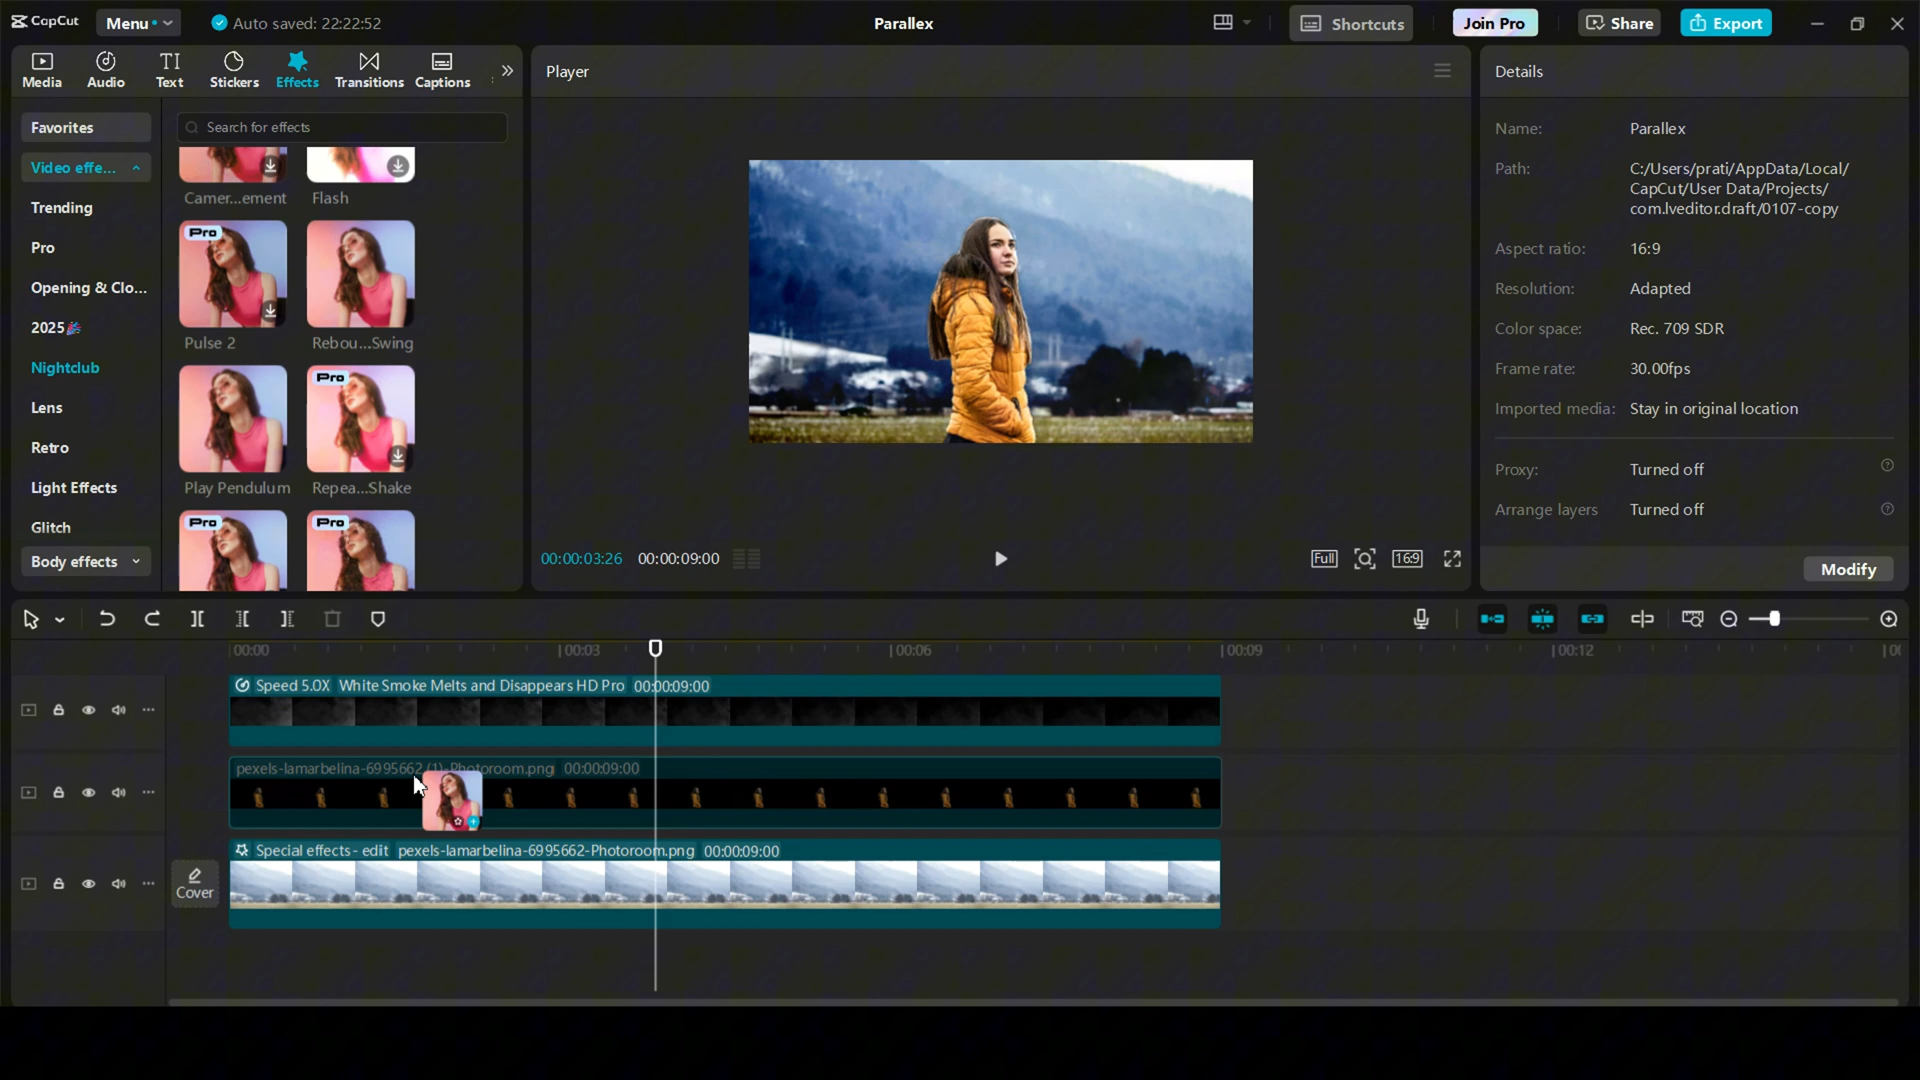 CapCut
Menu
Auto saved: 22:22:52
Parallex
Shortcuts
Join Pro
Share
Export
Media
Audio
Text
Stickers
Effects
Transitions
Captions
Player
Details
Favorites
Search for effects
Video effe...
Trending
Pro
Opening & Clo...
2025🎉
Nightclub
Lens
Retro
Light Effects
Glitch
Body effects
Camer...ement
Flash
Pro
Pulse 2
Rebou...Swing
Pro
Play Pendulum
Repea...Shake
Pro
Pro
00:00:03:26
00:00:09:00
Full
16:9
Name:
Parallex
Path:
C:/Users/prati/AppData/Local/
CapCut/User Data/Projects/
com.lveditor.draft/0107-copy
Aspect ratio:
16:9
Resolution:
Adapted
Color space:
Rec. 709 SDR
Frame rate:
30.00fps
Imported media:
Stay in original location
Proxy:
Turned off
Arrange layers
Turned off
Modify
00:00
00:03
00:06
00:09
00:12
Speed 5.0X White Smoke Melts and Disappears HD Pro 00:00:09:00
pexels-lamarbelina-6995662 (1)-Photoroom.png 00:00:09:00
Special effects - edit pexels-lamarbelina-6995662-Photoroom.png 00:00:09:00
Cover